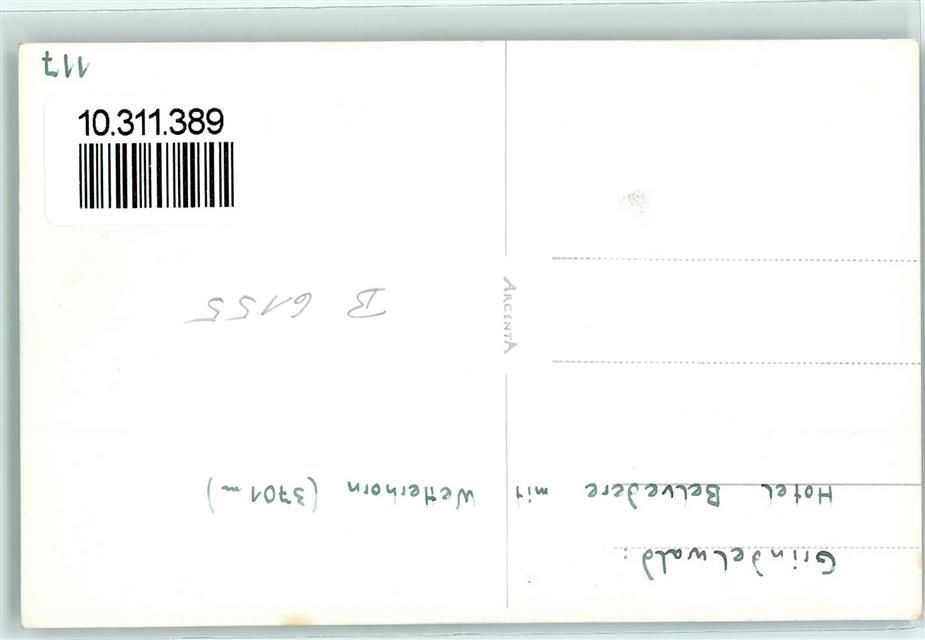 117
10.311.389
B 6155
ARGENTA
Grindelwald:
Hotel Belvedere mit Wetterhorn (3701 m)